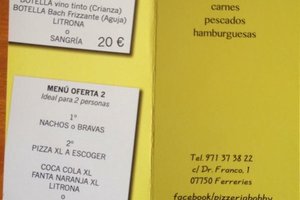 BOTELLA vino tinto (Crianza)
BOTELLA Bach Frizzante (Aguja)
LITRONA
o
SANGRÍA
20 €
MENÚ OFERTA 2
Ideal para 2 personas
1º
NACHOS o BRAVAS
2º
PIZZA XL A ESCOGER
COCA COLA XL
FANTA NARANJA XL
LITRONA
o
carnes
pescados
hamburguesas
Tel. 971 37 38 22
c/ Dr. Franco, 1
07750 Ferreries
facebook/pizzeriabobby